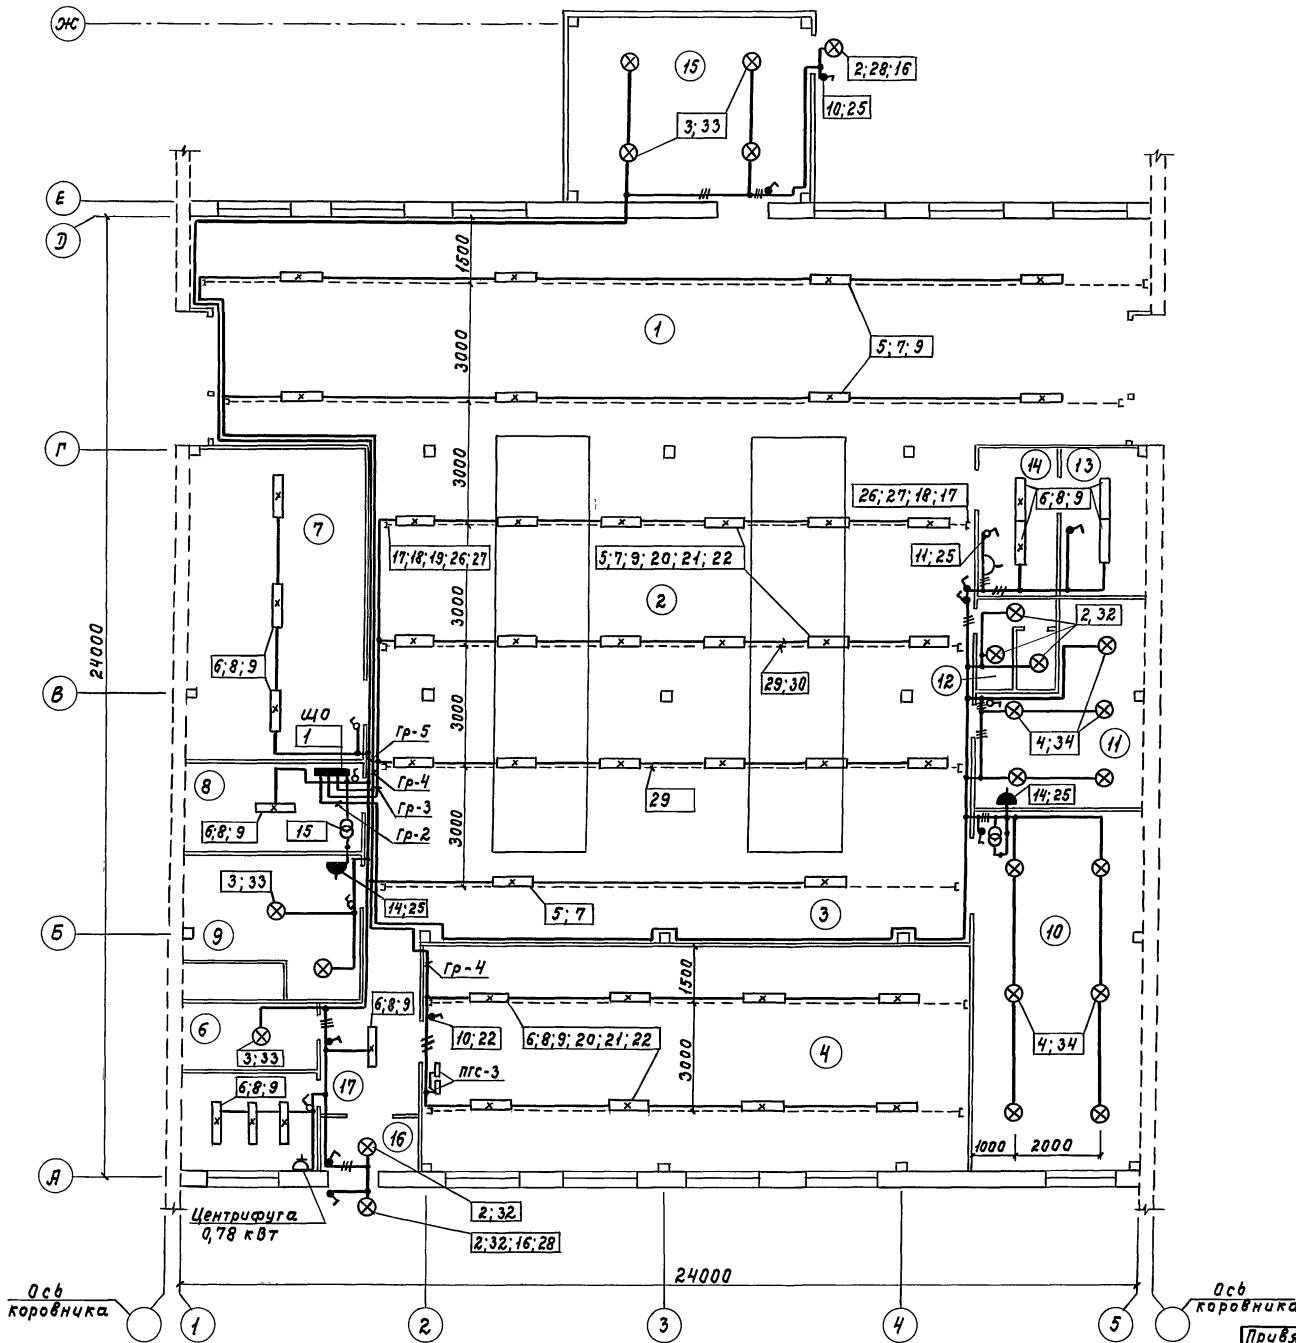 Ж
15
2;28;16
10;25
3;33
Е
Д
1500
1
3000
5;7;9
Г
14
13
3000
26;27;18;17
6;8;9
7
17;18;19;26;27
5;7;9;20;21;22
11;25
2
3000
2,32
24000
6;8;9
29;30
12
В
ЩО
1
3000
Гр-5
4;34
11
8
Гр-4
29
Гр-3
14;25
6;8;9
15
Гр-2
3000
3;33
14;25
5;7
3
9
Б
10
Гр-4
1500
6;8;9
6
10;22
6;8;9;20;21;22
4
3;33
3000
4;34
ПГС-3
6;8;9
17
16
1000
2000
А
Центрифуга
0,78 кВт
2;32
2;32;16;28
24000
Ось
коровника
1
2
3
4
5
Ось
коровника
Привя